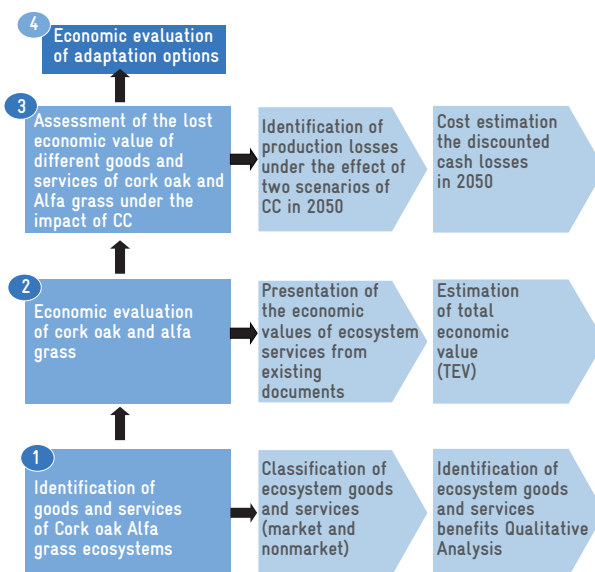 4
Economic evaluation
of adaptation options
3
Assessment of the lost
economic value of
different goods and
services of cork oak and
Alfa grass under the
impact of CC
Identification of
production losses
under the effect of
two scenarios of
CC in 2050
Cost estimation
the discounted
cash losses
in 2050
2
Economic evaluation
of cork oak and alfa
grass
Presentation of
the economic
values of ecosystem
services from
existing
documents
Estimation
of total
economic
value
(TEV)
1
Identification of
goods and services
of Cork oak Alfa
grass ecosystems
Classification of
ecosystem goods
and services
(market and
nonmarket)
Identification of
ecosystem goods
and services
benefits Qualitative
Analysis